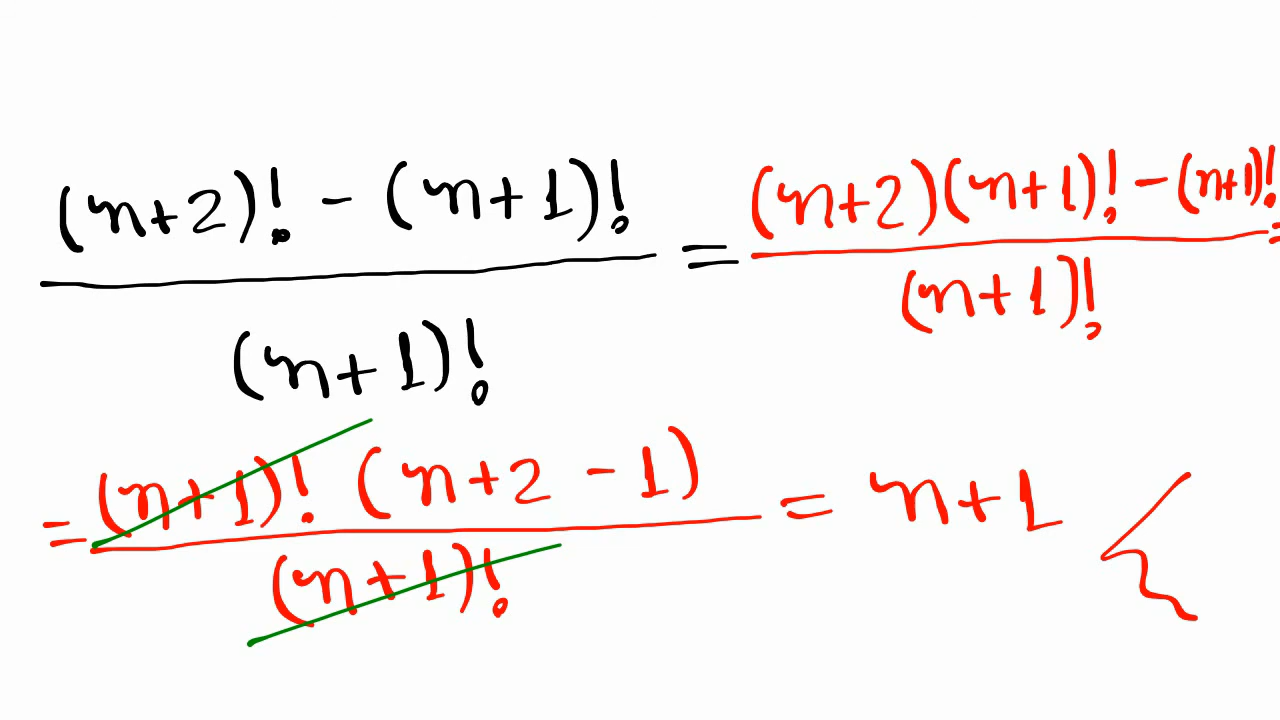 (n+2)! - (n+1)! / (n+1)! = (n+2)(n+1)! - (n+1)! / (n+1)! =
= (n+1)! (n+2 - 1) / (n+1)! = n+1